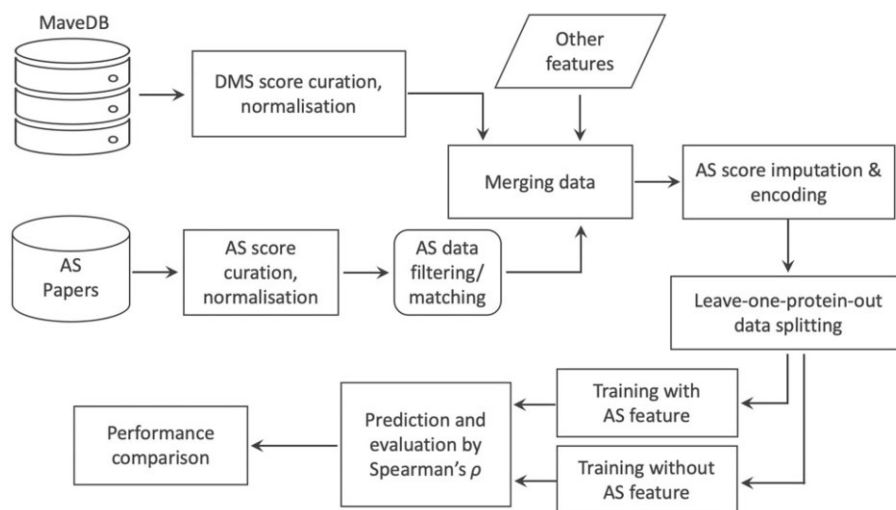 MaveDB
DMS score curation,
normalisation
Other
features
Merging data
AS score imputation &
encoding
AS
Papers
AS score
curation,
normalisation
AS data
filtering/
matching
Leave-one-protein-out
data splitting
Training with
AS feature
Training without
AS feature
Prediction and
evaluation by
Spearman's ρ
Performance
comparison